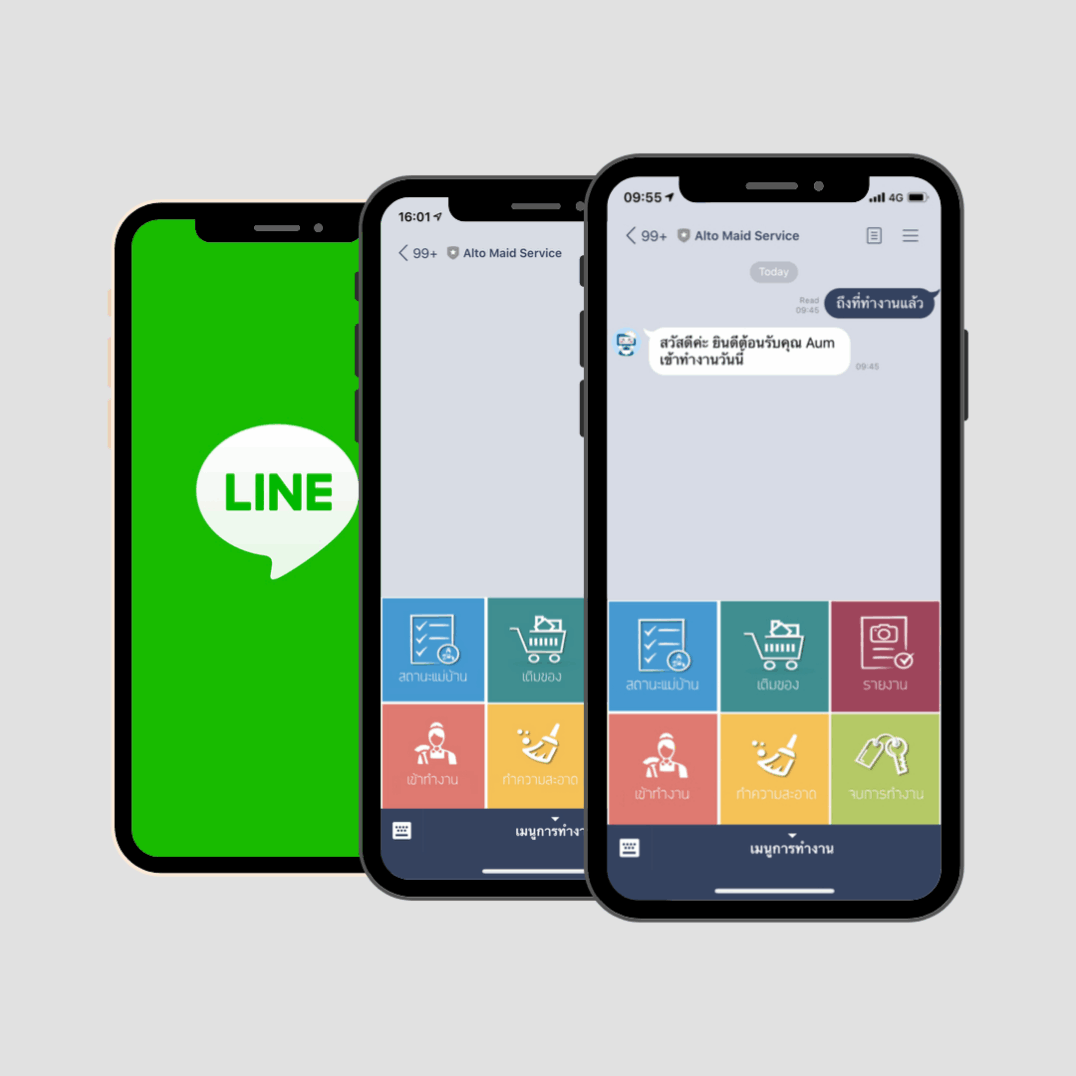 LINE
16:01
99+ Alto Maid Service
สถานะแม่บ้าน
เติมของ
เข้าทำงาน
ทำความสะอาด
เมนูการทำงา
09:55
4G
99+ Alto Maid Service
Today
Read
09:45
ถึงที่ทำงานแล้ว
สวัสดีค่ะ ยินดีต้อนรับคุณ Aum
เข้าทำงานวันนี้
09:45
สถานะแม่บ้าน
เติมของ
รายงาน
เข้าทำงาน
ทำความสะอาด
จบการทำงาน
เมนูการทำงาน